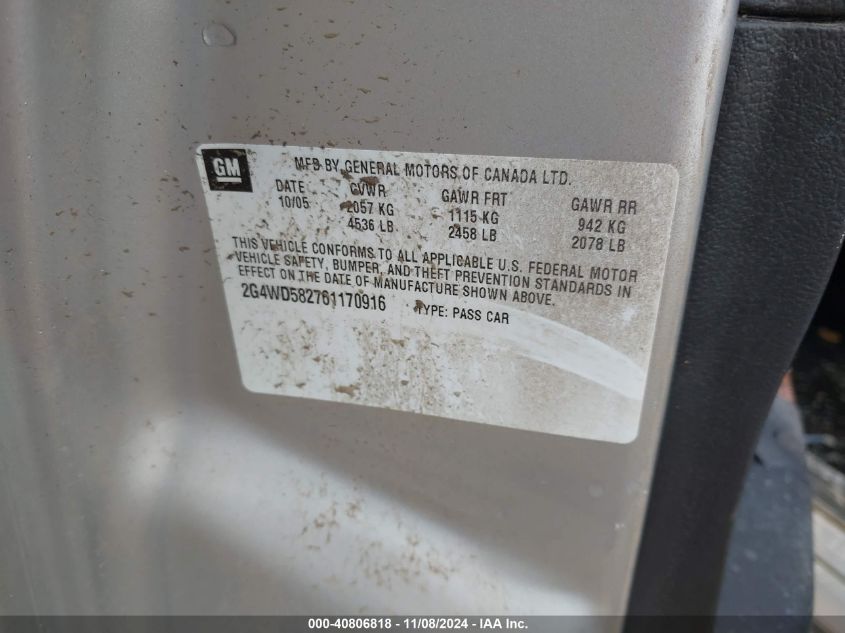 GM MFD BY GENERAL MOTORS OF CANADA LTD.
DATE GVWR GAWR FRT GAWR RR
10/05 2057 KG 1115 KG 942 KG
4536 LB 2458 LB 2078 LB
THIS VEHICLE CONFORMS TO ALL APPLICABLE U.S. FEDERAL MOTOR
VEHICLE SAFETY, BUMPER, AND THEFT PREVENTION STANDARDS IN
EFFECT ON THE DATE OF MANUFACTURE SHOWN ABOVE.
2G4WD582761170916 TYPE: PASS CAR
000-40806818 - 11/08/2024 - IAA Inc.